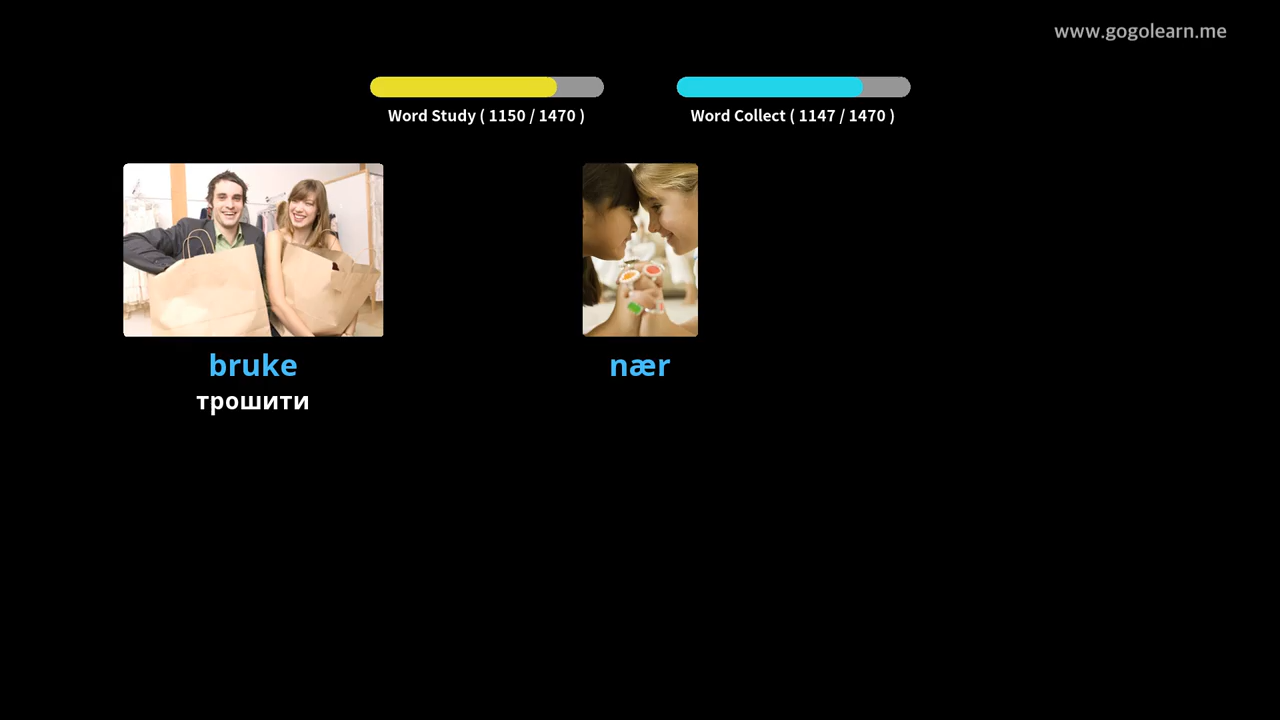 www.gogolearn.me
Word Study ( 1150 / 1470 )
Word Collect ( 1147 / 1470 )
bruke
nær
трошити